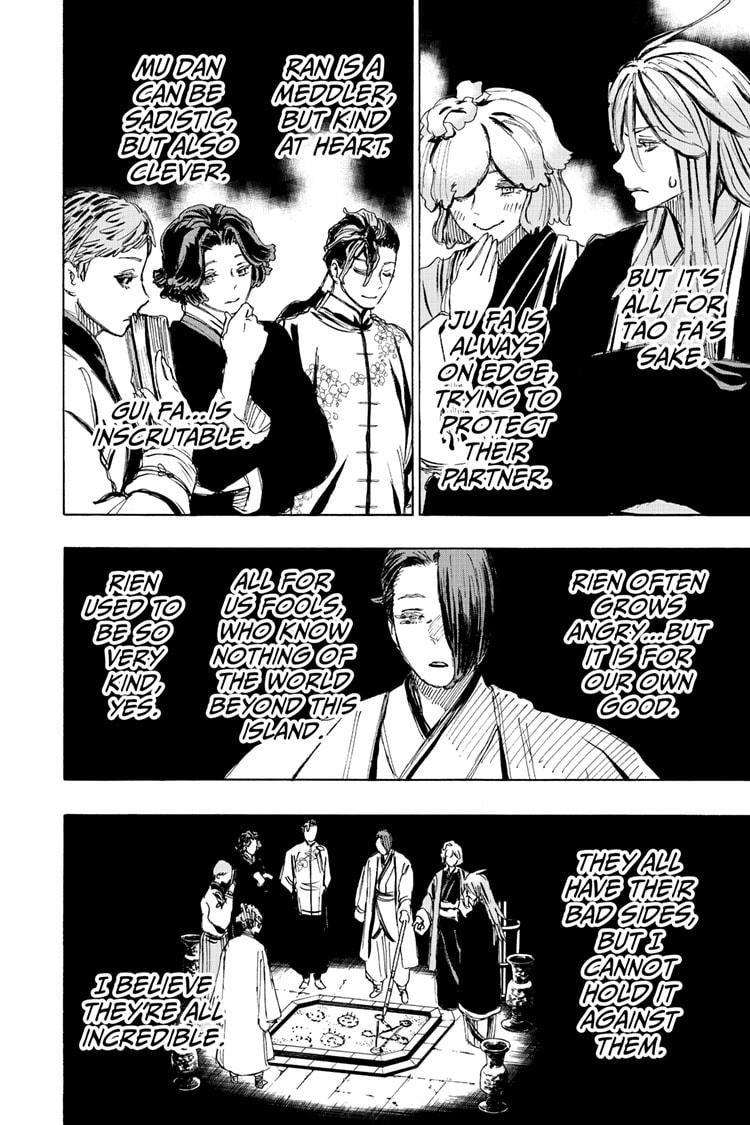 BUT IT'S
ALL FOR
TAO FA'S
SAKE.
JU FA IS
ALWAYS
ON EDGE,
TRYING TO
PROTECT
THEIR
PARTNER.
RAN IS A
MEDDLER,
BUT KIND
AT HEART.
MU DAN
CAN BE
SADISTIC,
BUT ALSO
CLEVER.
GUI FA...IS
INSCRUTABLE.
RIEN OFTEN
GROWS
ANGRY...BUT
IT IS FOR
OUR OWN
GOOD.
ALL FOR
US FOOLS,
WHO KNOW
NOTHING OF
THE WORLD
BEYOND THIS
ISLAND.
RIEN
USED TO
BE SO
VERY
KIND,
YES.
THEY ALL
HAVE THEIR
BAD SIDES,
BUT I
CANNOT
HOLD IT
AGAINST
THEM.
I BELIEVE
THEY'RE ALL
INCREDIBLE.